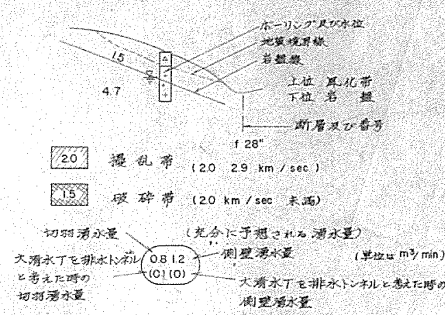 ボーリング及び水位
地質境界線
岩盤線
1.5
4.7
上位 風化帯
下位 岩盤
断層及び番号
f 28"
2.0 擾乱帯 (2.0 2.9 km/sec)
1.5 破砕帯 (2.0 km/sec 未満)
切羽湧水量 (充分に予想される湧水量)
0.8 1.2 側壁湧水量 (単位は m³/min)
(0.1)(0)
大清水Tを排水トンネル
と考えた時の
切羽湧水量
大清水Tを排水トンネルと考えた時の
側壁湧水量